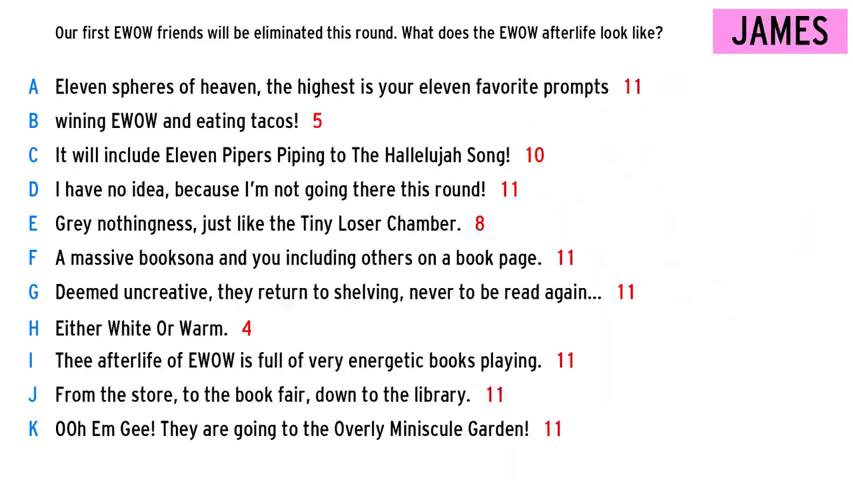 Our first EWOW friends will be eliminated this round. What does the EWOW afterlife look like?
JAMES
A Eleven spheres of heaven, the highest is your eleven favorite prompts 11
B wining EWOW and eating tacos! 5
C It will include Eleven Pipers Piping to The Hallelujah Song! 10
D I have no idea, because I'm not going there this round! 11
E Grey nothingness, just like the Tiny Loser Chamber. 8
F A massive booksona and you including others on a book page. 11
G Deemed uncreative, they return to shelving, never to be read again... 11
H Either White Or Warm. 4
I Thee afterlife of EWOW is full of very energetic books playing. 11
J From the store, to the book fair, down to the library. 11
K OOh Em Gee! They are going to the Overly Miniscule Garden! 11